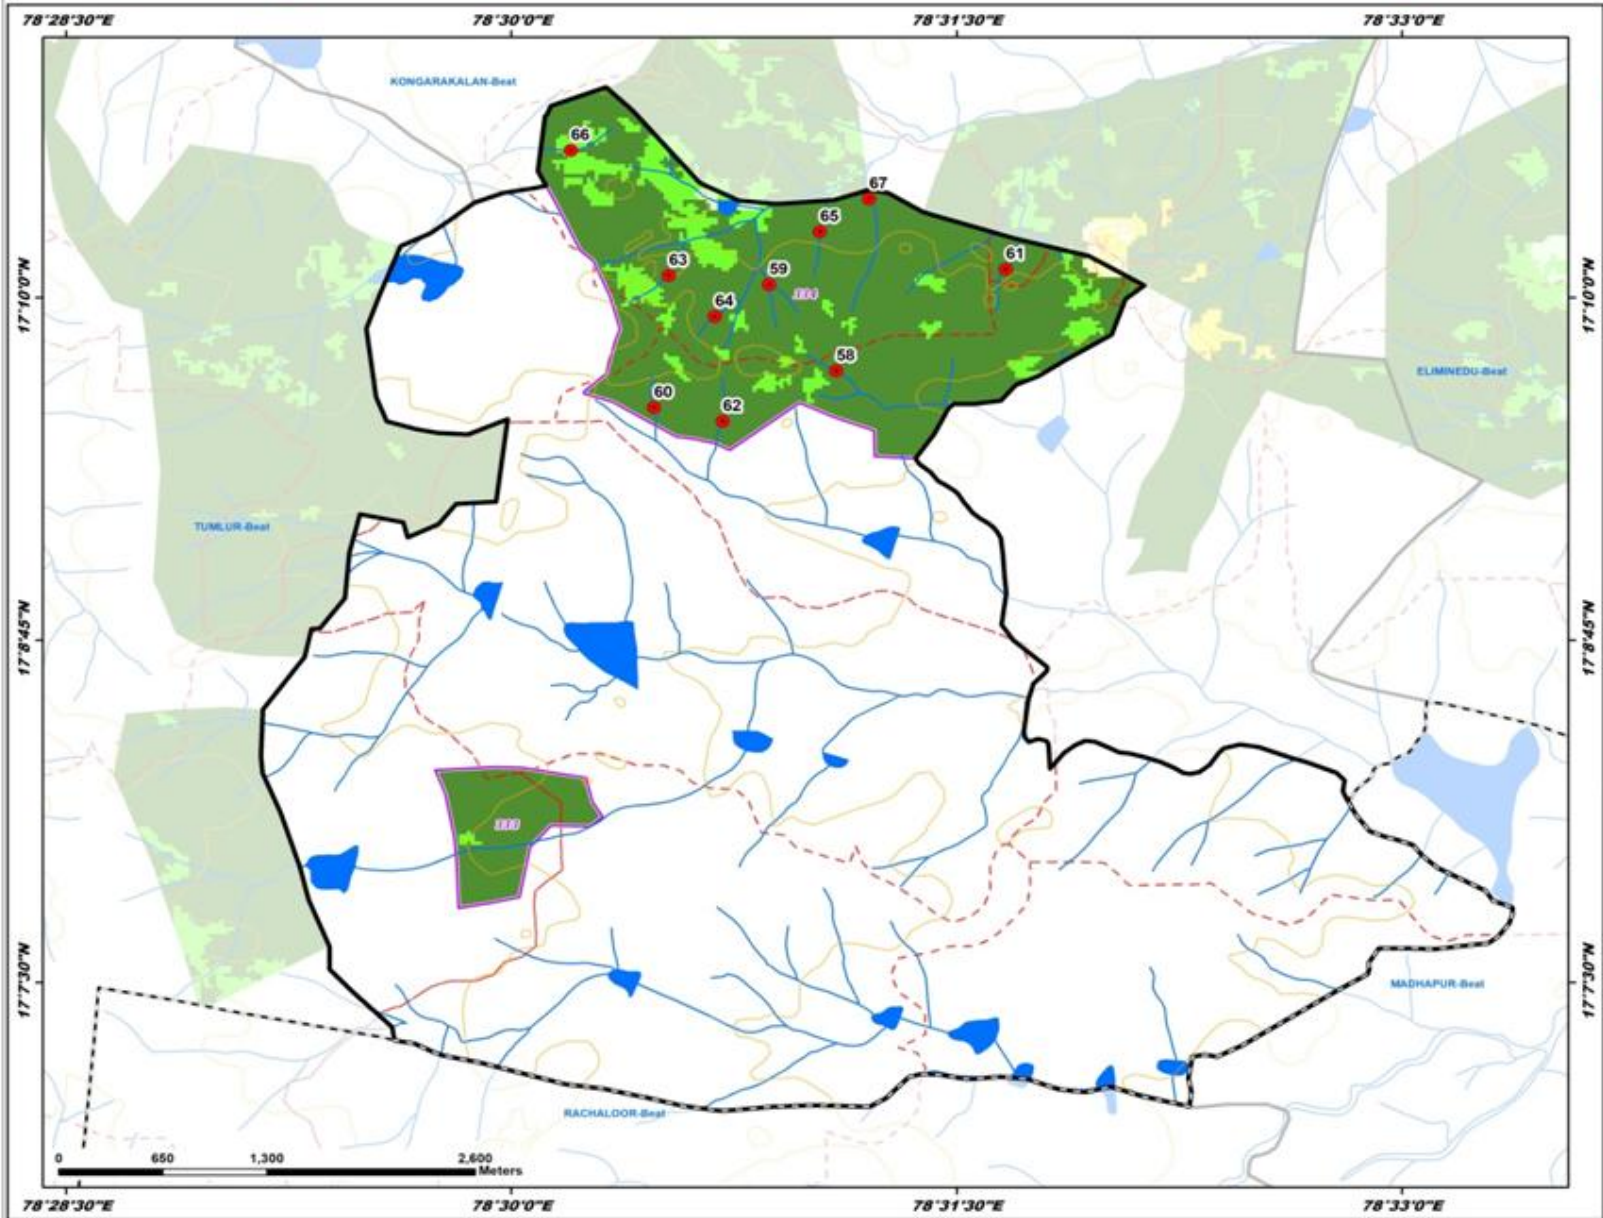 78°28'30"E 78°30'0"E 78°31'30"E 78°33'0"E
KONGARAKALAN-Beat
66
67
65
61
63
59
17°10'0"N
334
17°10'0"N
64
58
ELIMINEDU-Beat
60
62
TUMLUR-Beat
17°8'45"N
17°8'45"N
333
17°7'30"N
17°7'30"N
MADHAPUR-Beat
RACHALOOR-Beat
0 650 1,300 2,600
Meters
78°28'30"E 78°30'0"E 78°31'30"E 78°33'0"E